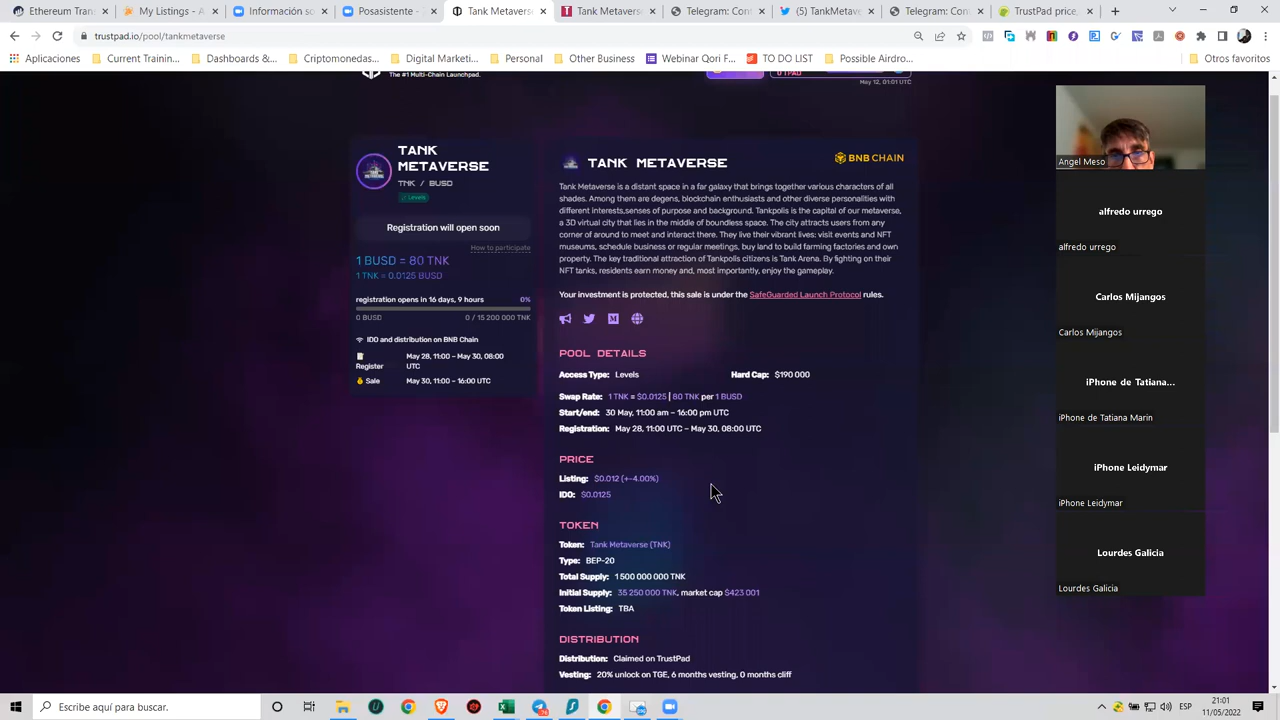 Ethereum Trans
My Listings - A
Información so
Poosaistente - 
Tank Metaverse
Tank Metaverse
Telegram: Con
(5) TankMetav
Telegram: Con
TrustPad -
trustpad.io/pool/tankmetaverse
Aplicaciones
Current Trainin...
Dashboards &...
Criptomonedas...
Digital Marketin...
Personal
Other Business
Webinar Qori F...
TO DO LIST
Possible Airdro...
Otros favoritos
The #1 Multi-Chain Launchpad.
0 TPAD
May 12, 01:01 UTC
TANK METAVERSE
TNK / BUSD
Levels
Registration will open soon
How to participate
1 BUSD = 80 TNK
1 TNK = 0.0125 BUSD
registration opens in 16 days, 9 hours 0%
0 BUSD 0 / 15 200 000 TNK
IDO and distribution on BNB Chain
Register May 28, 11:00 – May 30, 08:00 UTC
Sale May 30, 11:00 – 16:00 UTC
TANK METAVERSE
BNB CHAIN
Tank Metaverse is a distant space in a far galaxy that brings together various characters of all
shades. Among them are degens, blockchain enthusiasts and other diverse personalities with
different interests,senses of purpose and background. Tankpolis is the capital of our metaverse,
a 3D virtual city that lies in the middle of boundless space. The city attracts users from any
corner of around to meet and interact there. They live their vibrant lives: visit events and NFT
museums, schedule business or regular meetings, buy land to build farming factories and own
property. The key traditional attraction of Tankpolis citizens is Tank Arena. By fighting on their
NFT tanks, residents earn money and, most importantly, enjoy the gameplay.
Your investment is protected, this sale is under the SafeGuarded Launch Protocol rules.
POOL DETAILS
Access Type: Levels Hard Cap: $190 000
Swap Rate: 1 TNK = $0.0125 | 80 TNK per 1 BUSD
Start/end: 30 May, 11:00 am – 16:00 pm UTC
Registration: May 28, 11:00 UTC – May 30, 08:00 UTC
PRICE
Listing: $0.012 (+-4.00%)
IDO: $0.0125
TOKEN
Token: Tank Metaverse (TNK)
Type: BEP-20
Total Supply: 1 500 000 000 TNK
Initial Supply: 35 250 000 TNK, market cap $423 001
Token Listing: TBA
DISTRIBUTION
Distribution: Claimed on TrustPad
Vesting: 20% unlock on TGE, 6 months vesting, 0 months cliff
Angel Meso
alfredo urrego
alfredo urrego
Carlos Mijangos
Carlos Mijangos
iPhone de Tatiana...
iPhone de Tatiana Marin
iPhone Leidymar
iPhone Leidymar
Lourdes Galicia
Lourdes Galicia
Escribe aquí para buscar.
ESP
21:01
11/05/2022